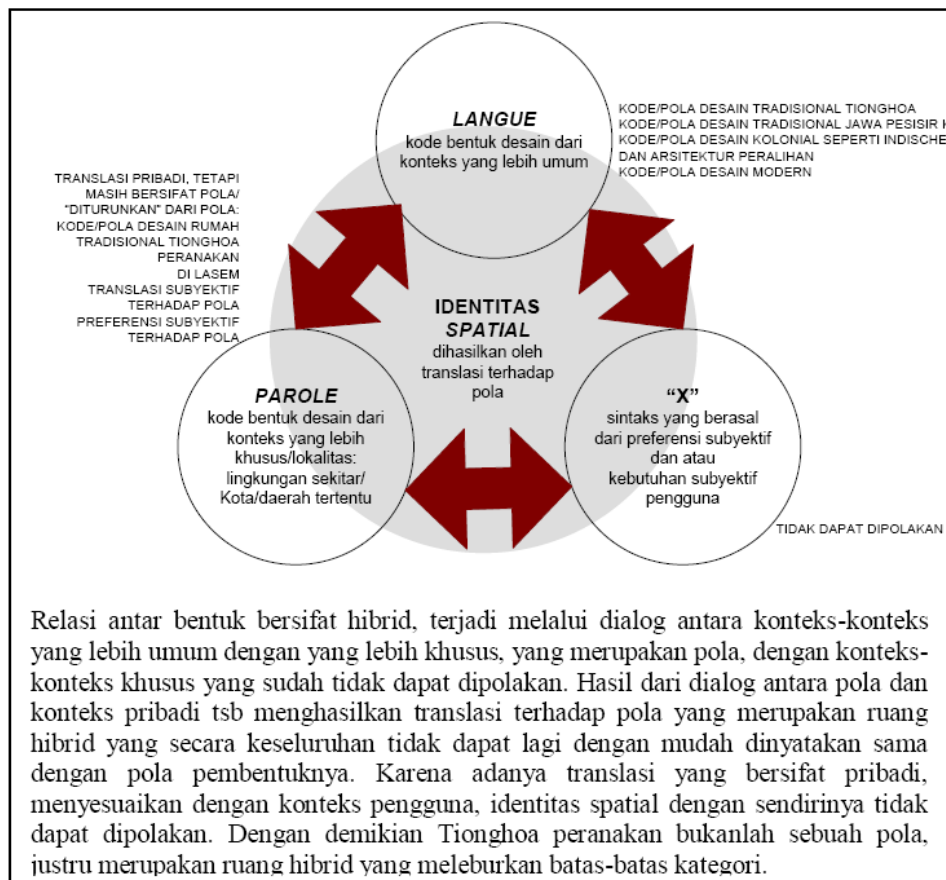 LANGUE
kode bentuk desain dari
konteks yang lebih umum
KODE/POLA DESAIN TRADISIONAL TIONGHOA
KODE/POLA DESAIN TRADISIONAL JAWA PESISIR
KODE/POLA DESAIN KOLONIAL SEPERTI INDISCHE
DAN ARSITEKTUR PERALIHAN
KODE/POLA DESAIN MODERN
TRANSLASI PRIBADI, TETAPI
MASIH BERSIFAT POLA/
“DITURUNKAN” DARI POLA:
KODE/POLA DESAIN RUMAH
TRADISIONAL TIONGHOA
PERANAKAN
DI LASEM
TRANSLASI SUBYEKTIF
TERHADAP POLA
PREFERENSI SUBYEKTIF
TERHADAP POLA
IDENTITAS
SPATIAL
dihasilkan oleh
translasi terhadap
pola
PAROLE
kode bentuk desain dari
konteks yang lebih
khusus/lokalitas:
lingkungan sekitar/
Kota/daerah tertentu
“X”
sintaks yang berasal
dari preferensi subyektif
dan atau
kebutuhan subyektif
pengguna
TIDAK DAPAT DIPOLAKAN
Relasi antar bentuk bersifat hibrid, terjadi melalui dialog antara konteks-konteks
yang lebih umum dengan yang lebih khusus, yang merupakan pola, dengan konteks-
konteks khusus yang sudah tidak dapat dipolakan. Hasil dari dialog antara pola dan
konteks pribadi tsb menghasilkan translasi terhadap pola yang merupakan ruang
hibrid yang secara keseluruhan tidak dapat lagi dengan mudah dinyatakan sama
dengan pola pembentuknya. Karena adanya translasi yang bersifat pribadi,
menyesuaikan dengan konteks pengguna, identitas spatial dengan sendirinya tidak
dapat dipolakan. Dengan demikian Tionghoa peranakan bukanlah sebuah pola,
justru merupakan ruang hibrid yang meleburkan batas-batas kategori.